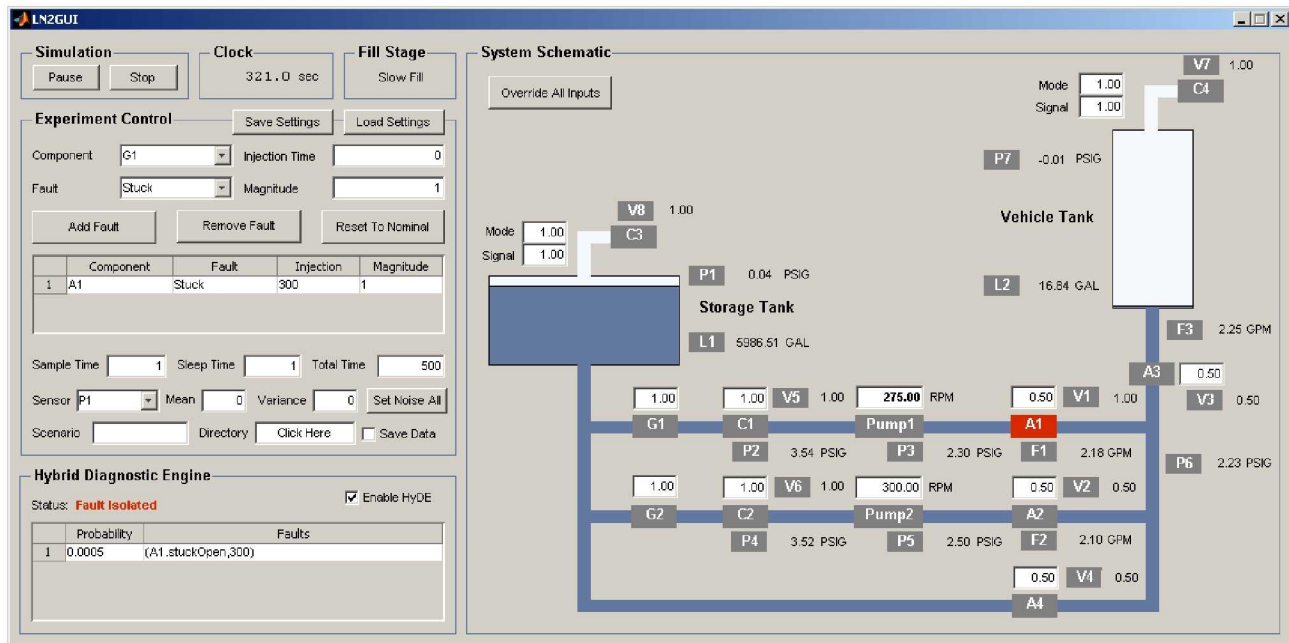 LN2GUI
Simulation
Pause Stop
Clock
321.0 sec
Fill Stage
Slow Fill
Experiment Control
Save Settings Load Settings
Component G1 Injection Time 0
Fault Stuck Magnitude 1
Add Fault Remove Fault Reset To Nominal
Component Fault Injection Magnitude
1 A1 Stuck 300 1
Sample Time 1 Sleep Time 1 Total Time 500
Sensor P1 Mean 0 Variance 0 Set Noise All
Scenario Directory Click Here Save Data
Hybrid Diagnostic Engine
Status: Fault Isolated Enable HyDE
Probability Faults
1 0.0005 (A1.stuckOpen,300)
System Schematic
Override All Inputs
V7 1.00
Mode 1.00 C4
Signal 1.00
P7 -0.01 PSIG
V8 1.00
Vehicle Tank
Mode 1.00 C3
Signal 1.00
P1 0.04 PSIG
L2 16.84 GAL
Storage Tank
F3 2.25 GPM
L1 5986.51 GAL
A3 0.50
1.00 1.00 V5 1.00 275.00 RPM 0.50 V1 1.00 V3 0.50
G1 C1 Pump1 A1
P2 3.54 PSIG P3 2.30 PSIG F1 2.18 GPM
P6 2.23 PSIG
1.00 1.00 V6 1.00 300.00 RPM 0.50 V2 0.50
G2 C2 Pump2 A2
P4 3.52 PSIG P5 2.50 PSIG F2 2.10 GPM
0.50 V4 0.50
A4